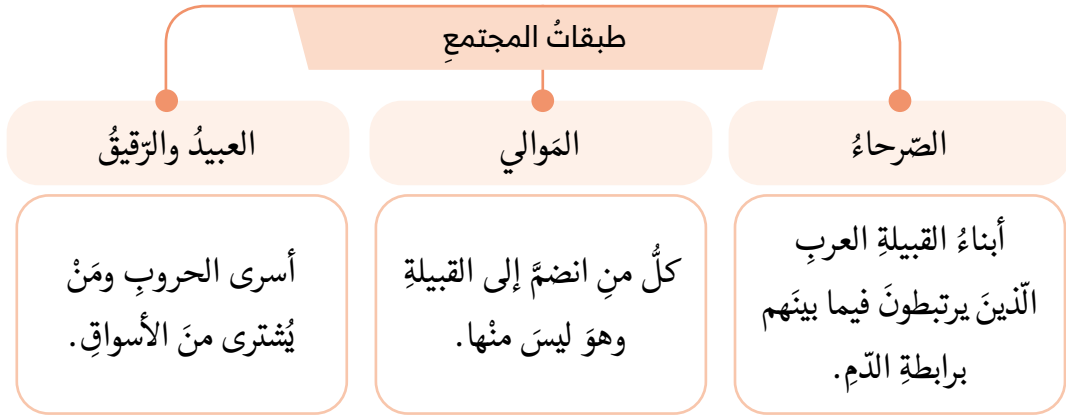 طبقاتُ المجتمعِ
الصّرحاءُ
أبناءُ القبيلةِ العربِ
الّذينَ يرتبطونَ فيما بينَهم
برابطةِ الدّمِ.
المَوالي
كلُّ منِ انضمَّ إلى القبيلةِ
وهوَ ليسَ منْها.
العبيدُ والرّقيقُ
أسرى الحروبِ ومَنْ
يُشترى منَ الأسواقِ.